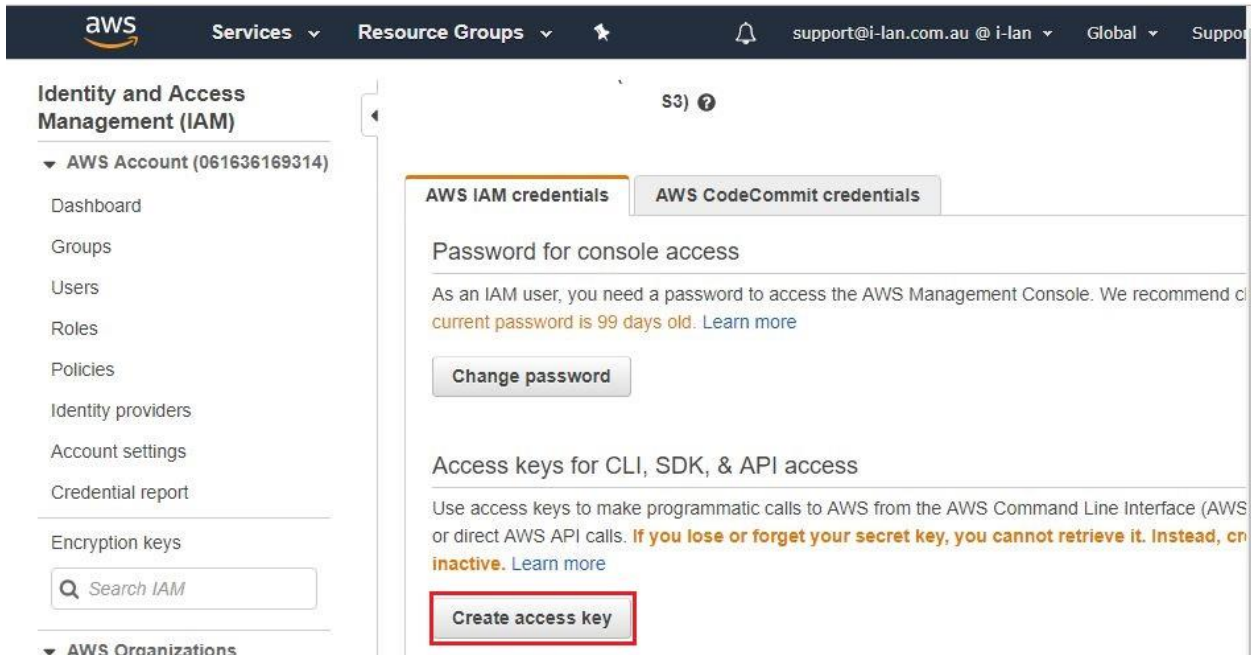 aws
Services
Resource Groups
support@i-lan.com.au @ i-lan
Global
Suppor
Identity and Access
Management (IAM)
AWS Account (061636169314)
Dashboard
Groups
Users
Roles
Policies
Identity providers
Account settings
Credential report
Encryption keys
Search IAM
AWS Organizations
S3)
AWS IAM credentials
AWS CodeCommit credentials
Password for console access
As an IAM user, you need a password to access the AWS Management Console. We recommend cl
current password is 99 days old. Learn more
Change password
Access keys for CLI, SDK, & API access
Use access keys to make programmatic calls to AWS from the AWS Command Line Interface (AWS
or direct AWS API calls. If you lose or forget your secret key, you cannot retrieve it. Instead, cr
inactive. Learn more
Create access key